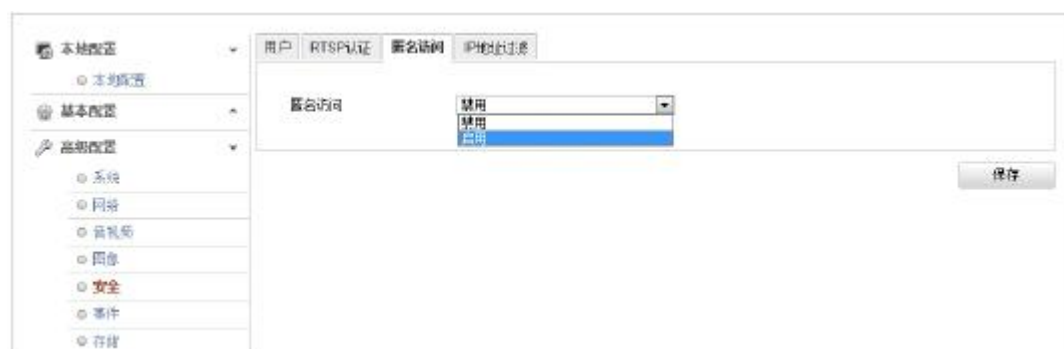 本地配置
本地配置
基本配置
高级配置
系统
网络
音视频
图像
安全
事件
存储
用户 RTSP认证 匿名访问 IP地址过滤
匿名访问 禁用
禁用
启用
保存